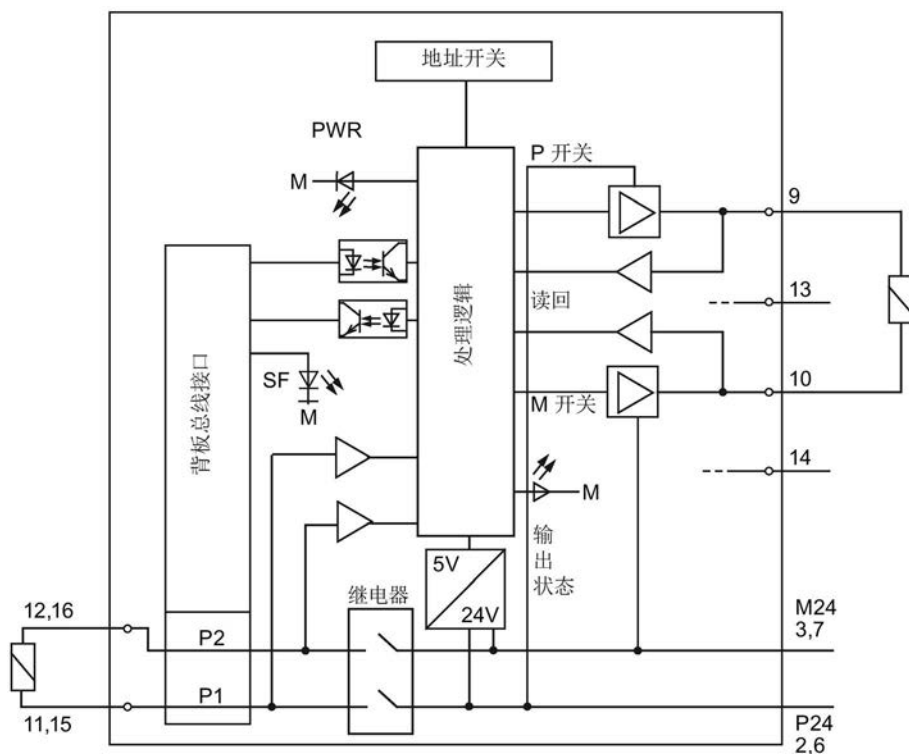 地址开关
PWR
P 开关
M
9
读回
13
处理逻辑
背板总线接口
SF
M
M 开关
10
14
M
输
出
状态
5V
24V
继电器
12,16
P2
M24
3,7
P1
11,15
P24
2,6